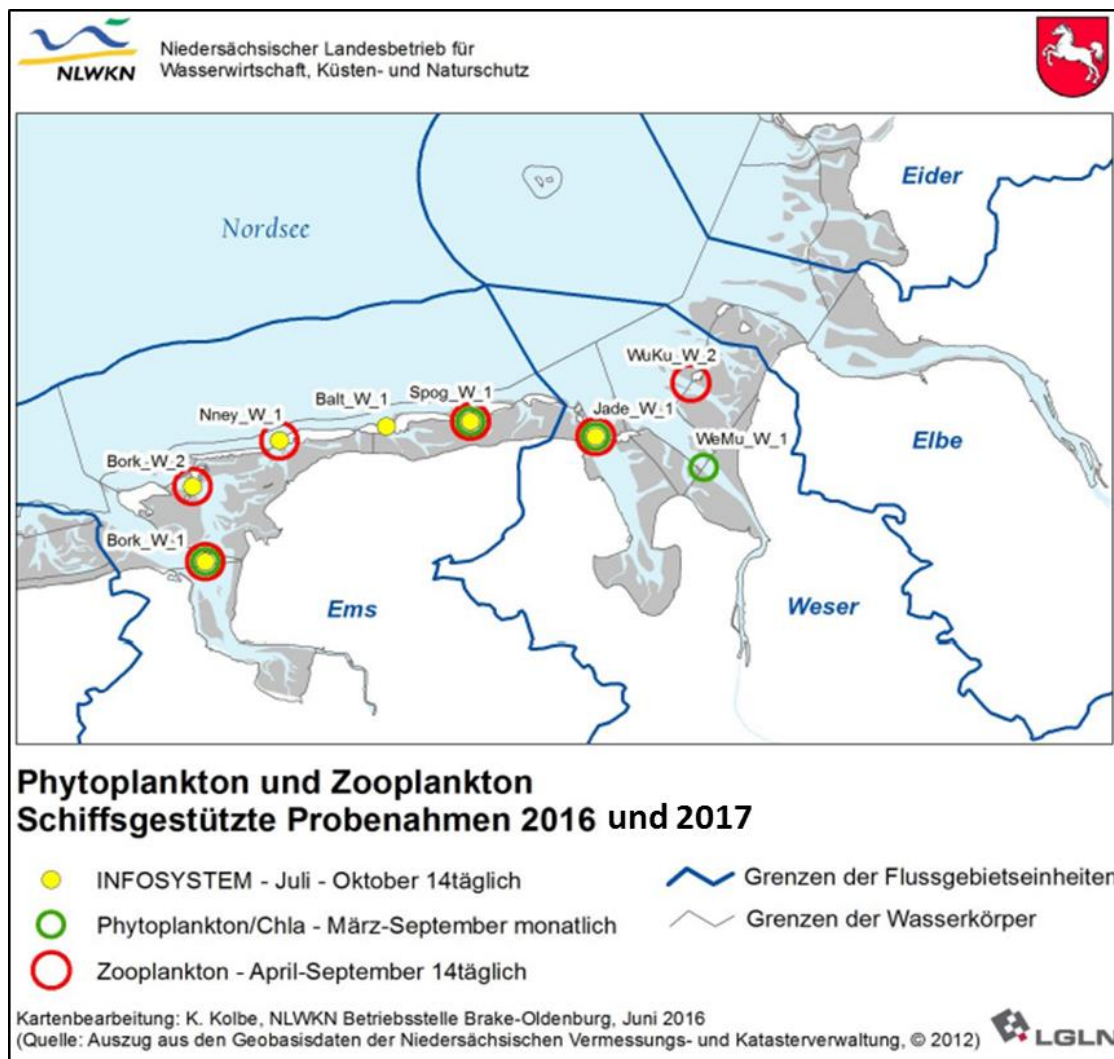 NLWKN
Niedersächsischer Landesbetrieb für
Wasserwirtschaft, Küsten- und Naturschutz
Eider
Nordsee
WuKu_W_2
Spog_W_1
Balt_W_1
Nney_W_1
Jade_W_1
WeMu_W_1
Elbe
Bork_W_2
Bork_W_1
Ems
Weser
Phytoplankton und Zooplankton
Schiffsgestützte Probenahmen 2016 und 2017
INFOSYSTEM - Juli - Oktober 14täglich
Grenzen der Flussgebietseinheiten
Phytoplankton/Chla - März-September monatlich
Grenzen der Wasserkörper
Zooplankton - April-September 14täglich
Kartenbearbeitung: K. Kolbe, NLWKN Betriebsstelle Brake-Oldenburg, Juni 2016
(Quelle: Auszug aus den Geobasisdaten der Niedersächsischen Vermessungs- und Katasterverwaltung, © 2012)
LGLN